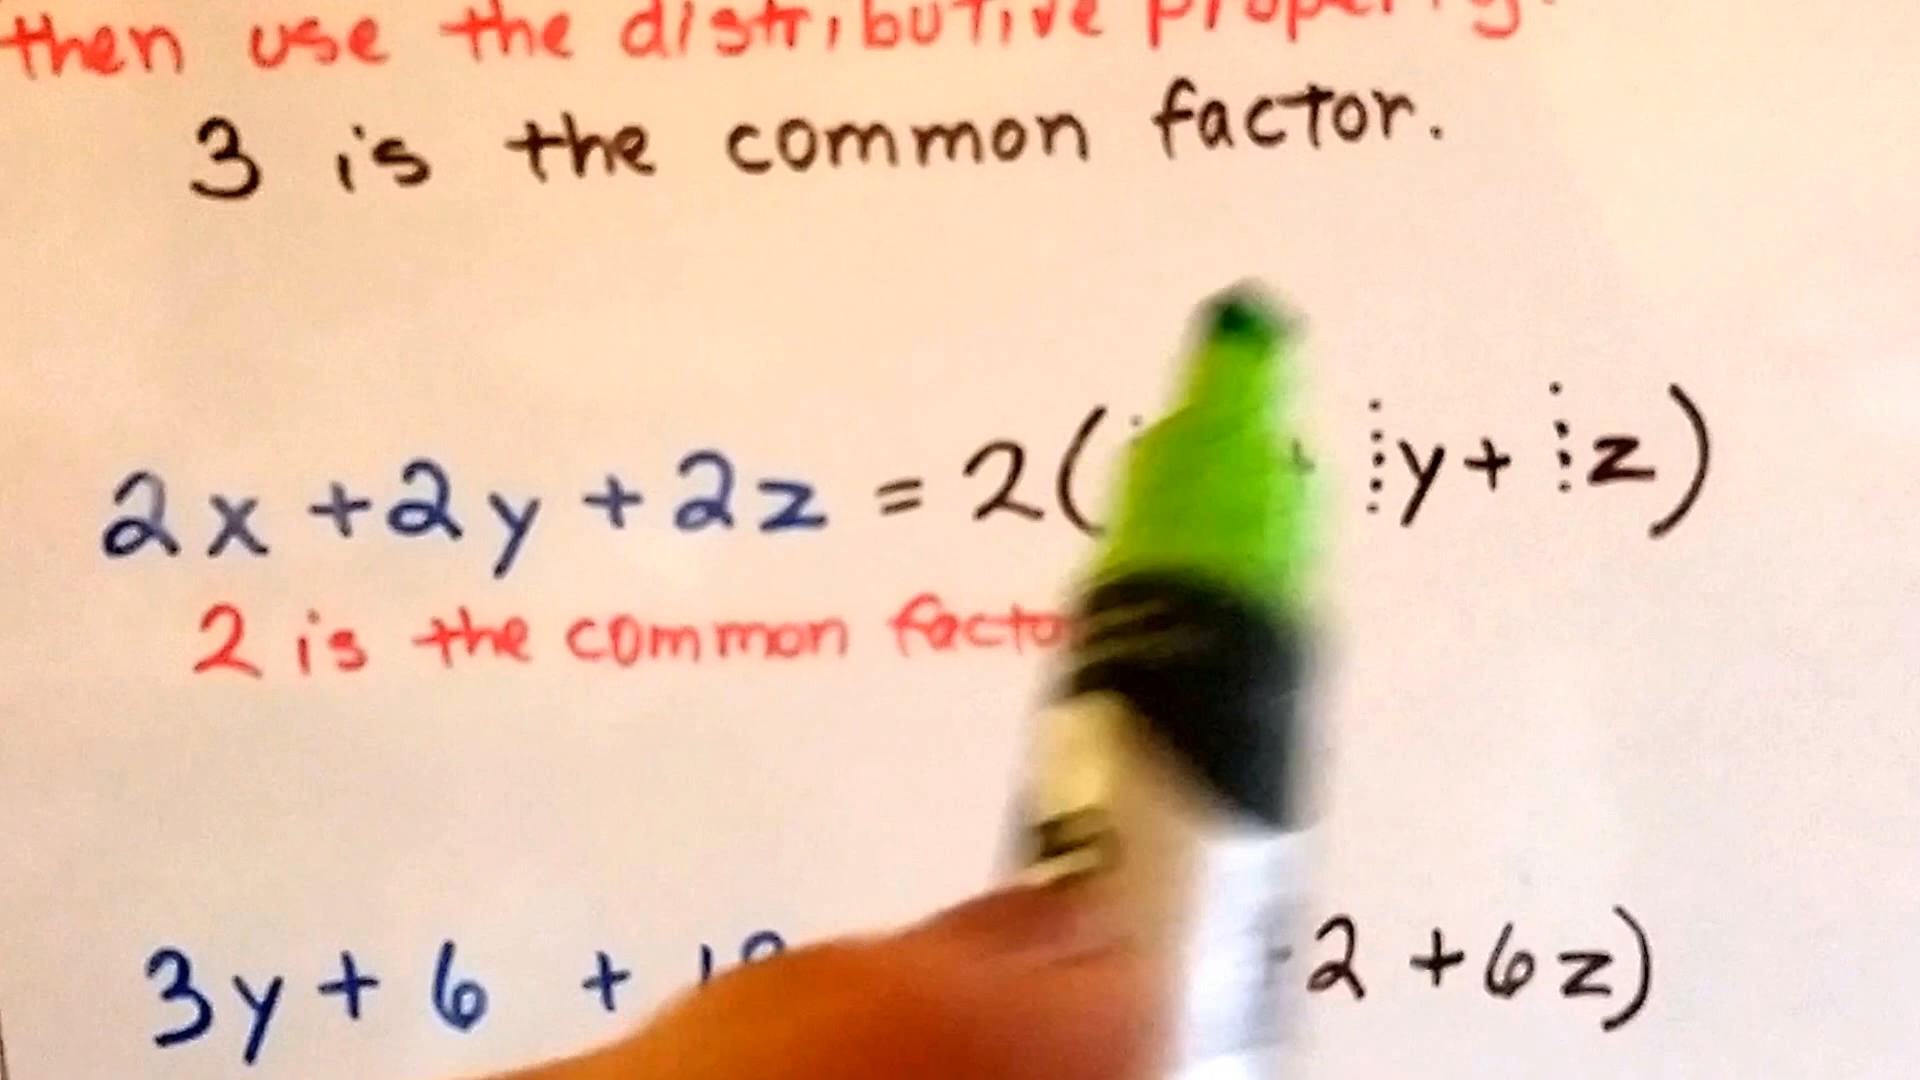 then use the distributive property.
3 is the common factor.
2x + 2y + 2z = 2( + y + z)
2 is the common
3y + 6 + 2 + 6z)